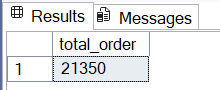 Results Messages
total_order
1 21350